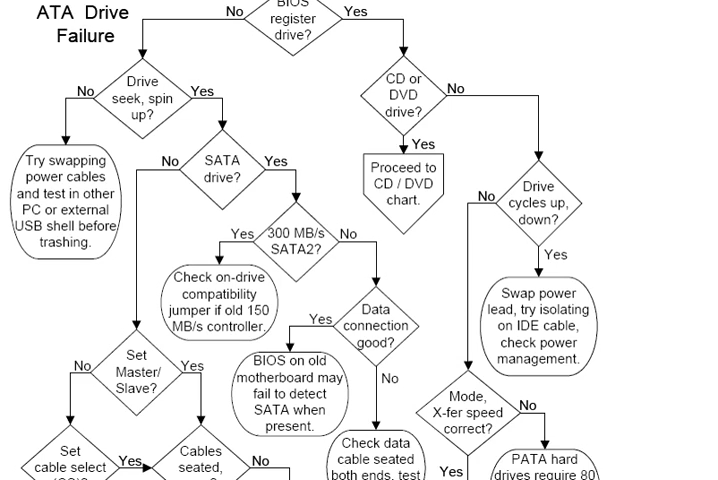 ATA Drive
Failure
BIOS
register
drive?
No
Yes
Drive
seek, spin
up?
No
Yes
CD or
DVD
drive?
No
Yes
Try swapping
power cables
and test in other
PC or external
USB shell before
trashing.
SATA
drive?
No
Yes
Proceed to
CD / DVD
chart.
Drive
cycles up,
down?
No
Yes
300 MB/s
SATA2?
Yes
No
Check on-drive
compatibility
jumper if old 150
MB/s controller.
Data
connection
good?
Yes
No
Swap power
lead, try isolating
on IDE cable,
check power
management.
Set
Master/
Slave?
No
Yes
BIOS on old
motherboard may
fail to detect
SATA when
present.
Mode,
X-fer speed
correct?
No
Yes
Set
cable select
Yes
Cables
seated,
No
Check data
cable seated
both ends, test
PATA hard
drives require 80